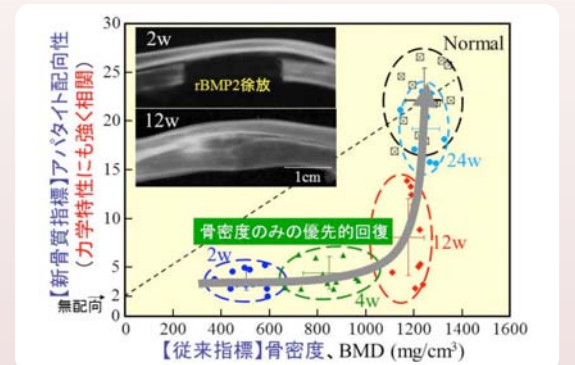 【新骨質指標】アパタイト配向性
(力学特性にも強く相関)
30
25
20
15
10
5
2
0
無配向
2w
rBMP2徐放
12w
1cm
Normal
24w
骨密度のみの優先的回復
12w
2w
4w
0 200 400 600 800 1000 1200 1400 1600
【従来指標】骨密度、BMD (mg/cm³)